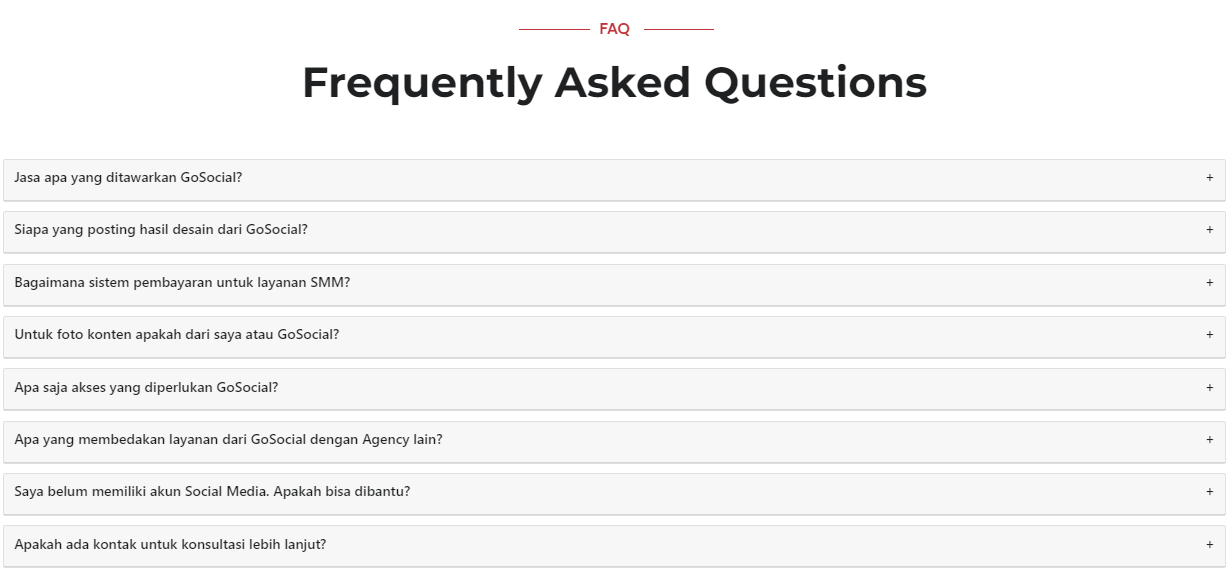 FAQ
Frequently Asked Questions
Jasa apa yang ditawarkan GoSocial? +
Siapa yang posting hasil desain dari GoSocial? +
Bagaimana sistem pembayaran untuk layanan SMM? +
Untuk foto konten apakah dari saya atau GoSocial? +
Apa saja akses yang diperlukan GoSocial? +
Apa yang membedakan layanan dari GoSocial dengan Agency lain? +
Saya belum memiliki akun Social Media. Apakah bisa dibantu? +
Apakah ada kontak untuk konsultasi lebih lanjut? +